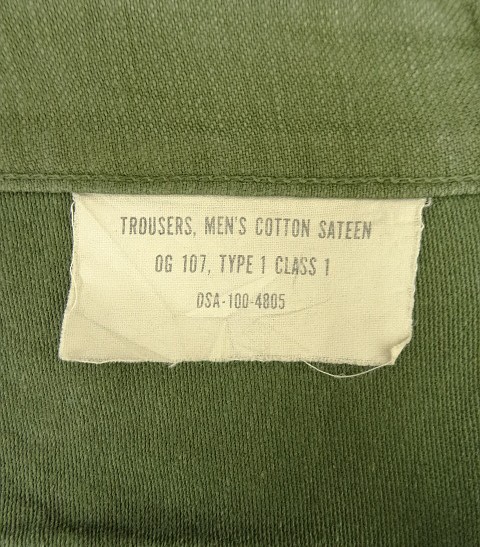 TROUSERS, MEN'S COTTON SATEEN
OG 107, TYPE 1 CLASS 1
DSA-100-4805